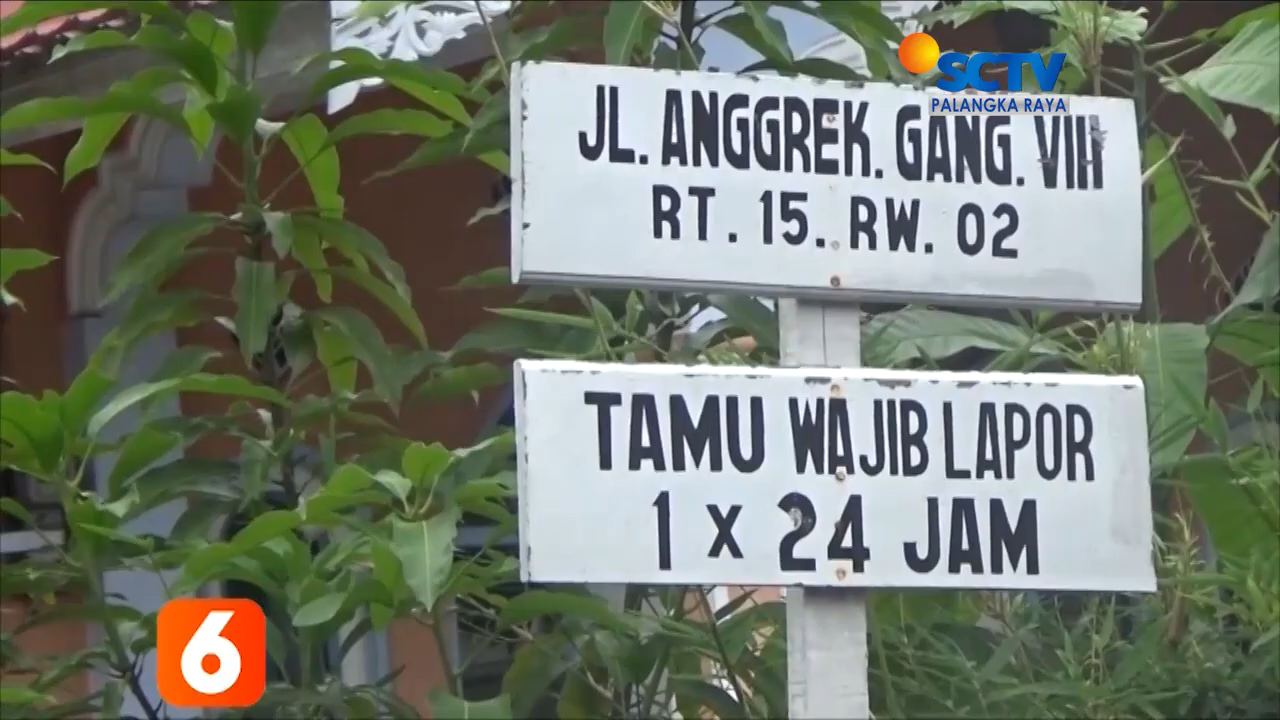 SCTV
PALANGKA RAYA
JL. ANGGREK. GANG. VIII
RT. 15. RW. 02
TAMU WAJIB LAPOR
1 x 24 JAM
6